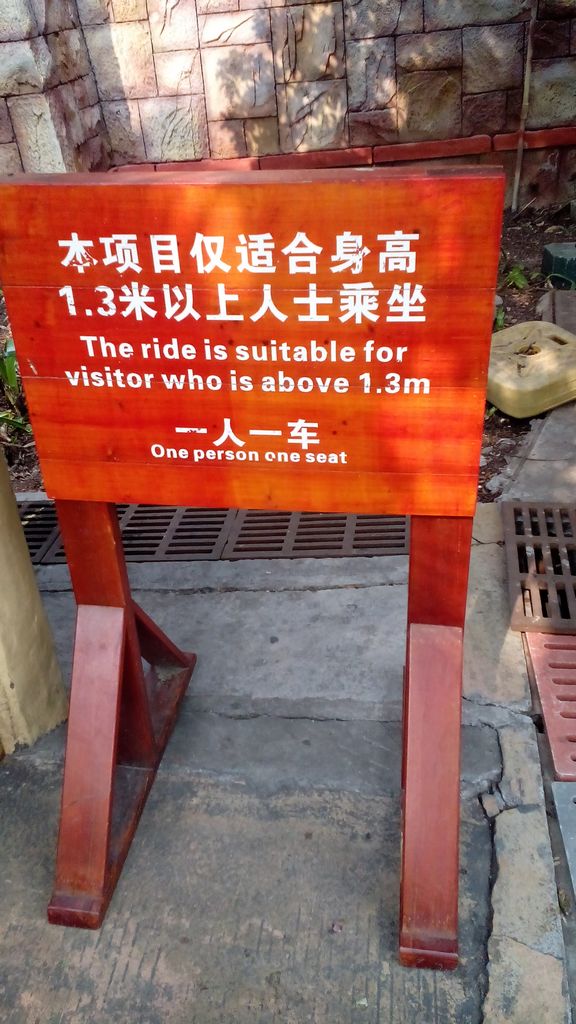 本项目仅适合身高
1.3米以上人士乘坐
The ride is suitable for
visitor who is above 1.3m
一人一车
One person one seat